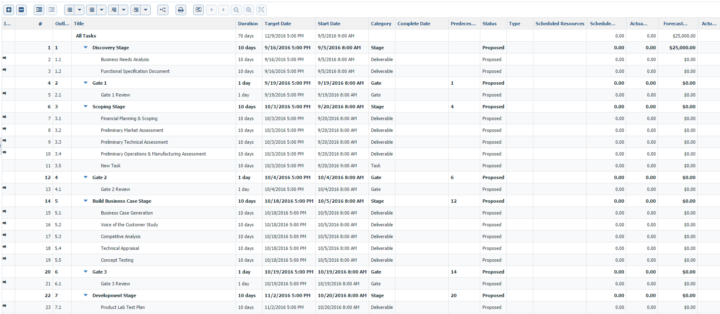 I... # Outl... Title Duration Target Date Start Date Category Complete Date Predeces... Status Type Scheduled Resources Schedule... Actua... Forecast... Actu...
All Tasks 70 days 12/9/2016 5:00 PM 9/5/2016 9:00 AM 0.00 0.00 $25,000.00
1 1 Discovery Stage 10 days 9/16/2016 5:00 PM 9/5/2016 8:00 AM Stage Proposed 0.00 0.00 $25,000.00
2 1.1 Business Needs Analysis 10 days 9/16/2016 5:00 PM 9/5/2016 8:00 AM Deliverable Proposed 0.00 0.00 $0.00
3 1.2 Functional Specification Document 10 days 9/16/2016 5:00 PM 9/5/2016 8:00 AM Deliverable Proposed 0.00 0.00 $0.00
4 2 Gate 1 1 day 9/19/2016 5:00 PM 9/19/2016 8:00 AM Gate 1 Proposed 0.00 0.00 $0.00
5 2.1 Gate 1 Review 1 day 9/19/2016 5:00 PM 9/19/2016 8:00 AM Gate Proposed 0.00 0.00 $0.00
6 3 Scoping Stage 10 days 10/3/2016 5:00 PM 9/20/2016 8:00 AM Stage 4 Proposed 0.00 0.00 $0.00
7 3.1 Financial Planning & Scoping 10 days 10/3/2016 5:00 PM 9/20/2016 8:00 AM Deliverable Proposed 0.00 0.00 $0.00
8 3.2 Preliminary Market Assessment 10 days 10/3/2016 5:00 PM 9/20/2016 8:00 AM Deliverable Proposed 0.00 0.00 $0.00
9 3.3 Preliminary Technical Assessment 10 days 10/3/2016 5:00 PM 9/20/2016 8:00 AM Deliverable Proposed 0.00 0.00 $0.00
10 3.4 Preliminary Operations & Manufacturing Assessment 10 days 10/3/2016 5:00 PM 9/20/2016 8:00 AM Deliverable Proposed 0.00 0.00 $0.00
11 3.5 New Task 10 days 10/3/2016 5:00 PM 9/20/2016 9:00 AM Task Proposed 0.00 0.00 $0.00
12 4 Gate 2 1 day 10/4/2016 5:00 PM 10/4/2016 8:00 AM Gate 6 Proposed 0.00 0.00 $0.00
13 4.1 Gate 2 Review 1 day 10/4/2016 5:00 PM 10/4/2016 8:00 AM Gate Proposed 0.00 0.00 $0.00
14 5 Build Business Case Stage 10 days 10/18/2016 5:00 PM 10/5/2016 8:00 AM Stage 12 Proposed 0.00 0.00 $0.00
15 5.1 Business Case Generation 10 days 10/18/2016 5:00 PM 10/5/2016 8:00 AM Deliverable Proposed 0.00 0.00 $0.00
16 5.2 Voice of the Customer Study 10 days 10/18/2016 5:00 PM 10/5/2016 8:00 AM Deliverable Proposed 0.00 0.00 $0.00
17 5.2 Competitive Analysis 10 days 10/18/2016 5:00 PM 10/5/2016 8:00 AM Deliverable Proposed 0.00 0.00 $0.00
18 5.4 Technical Appraisal 10 days 10/18/2016 5:00 PM 10/5/2016 8:00 AM Deliverable Proposed 0.00 0.00 $0.00
19 5.5 Concept Testing 10 days 10/18/2016 5:00 PM 10/5/2016 8:00 AM Deliverable Proposed 0.00 0.00 $0.00
20 6 Gate 3 1 day 10/19/2016 5:00 PM 10/19/2016 8:00 AM Gate 14 Proposed 0.00 0.00 $0.00
21 6.1 Gate 3 Review 1 day 10/19/2016 5:00 PM 10/19/2016 8:00 AM Gate Proposed 0.00 0.00 $0.00
22 7 Development Stage 10 days 11/2/2016 5:00 PM 10/20/2016 8:00 AM Stage 20 Proposed 0.00 0.00 $0.00
23 7.1 Product Lab Test Plan 10 days 11/2/2016 5:00 PM 10/20/2016 8:00 AM Deliverable Proposed 0.00 0.00 $0.00